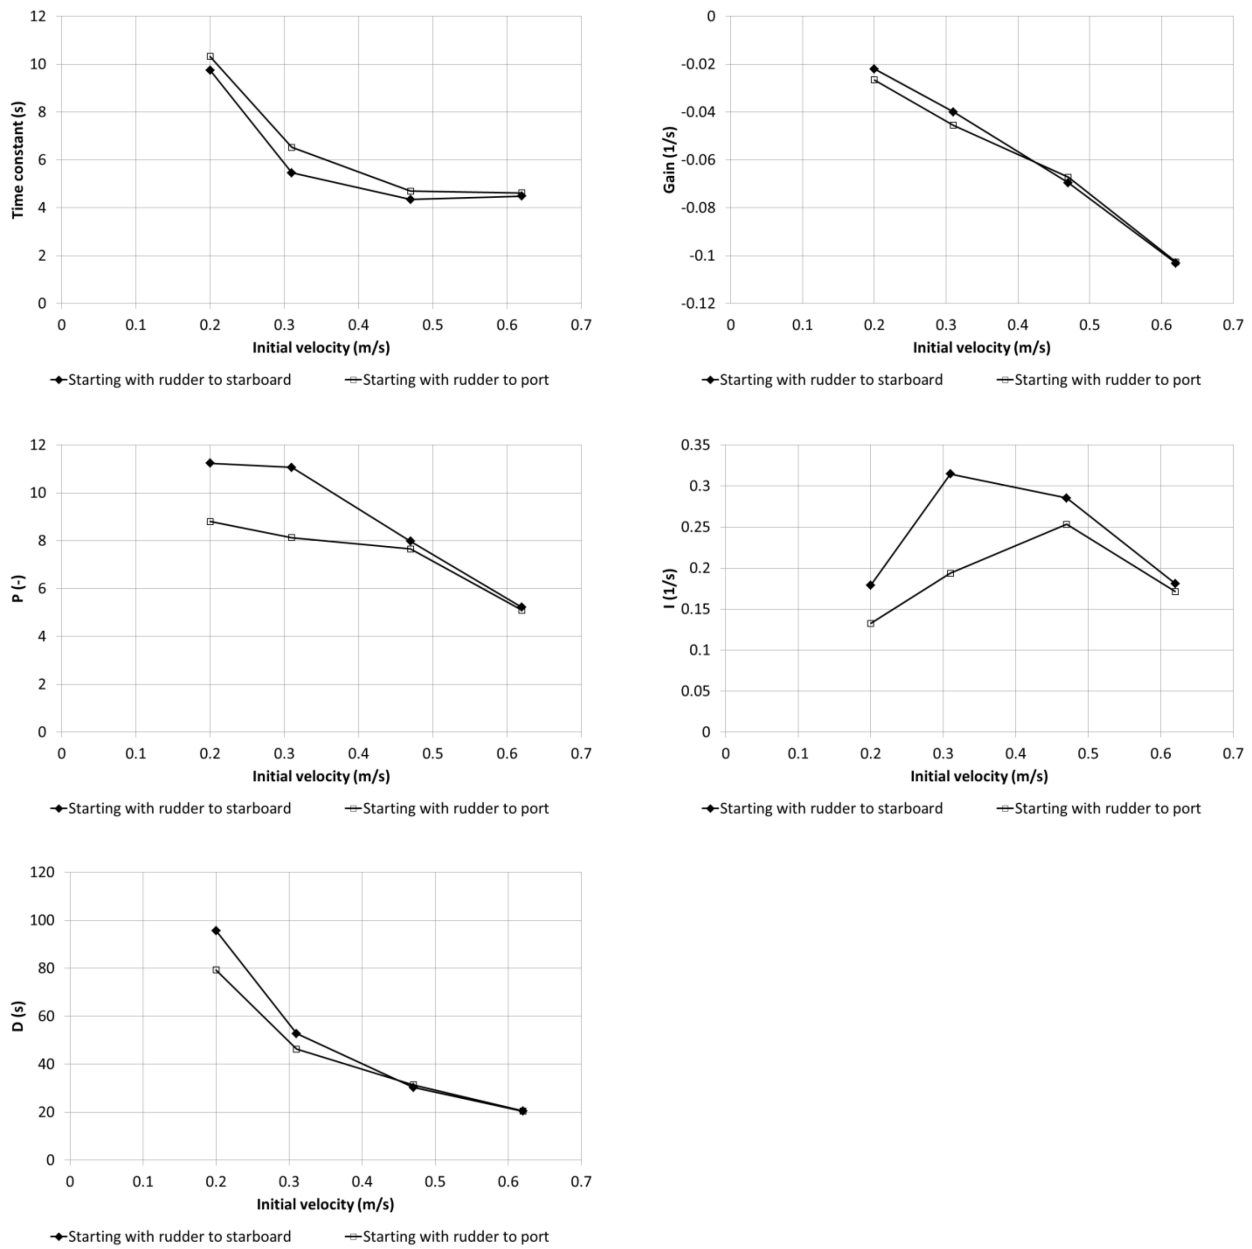 12
10
8
6
4
2
0
Time constant (s)
0 0.1 0.2 0.3 0.4 0.5 0.6 0.7
Initial velocity (m/s)
Starting with rudder to starboard Starting with rudder to port
0
-0.02
-0.04
-0.06
-0.08
-0.1
-0.12
Gain (1/s)
0 0.1 0.2 0.3 0.4 0.5 0.6 0.7
Initial velocity (m/s)
Starting with rudder to starboard Starting with rudder to port
12
10
8
6
4
2
0
P (-)
0 0.1 0.2 0.3 0.4 0.5 0.6 0.7
Initial velocity (m/s)
Starting with rudder to starboard Starting with rudder to port
0.35
0.3
0.25
0.2
0.15
0.1
0.05
0
I (1/s)
0 0.1 0.2 0.3 0.4 0.5 0.6 0.7
Initial velocity (m/s)
Starting with rudder to starboard Starting with rudder to port
120
100
80
60
40
20
0
D (s)
0 0.1 0.2 0.3 0.4 0.5 0.6 0.7
Initial velocity (m/s)
Starting with rudder to starboard Starting with rudder to port